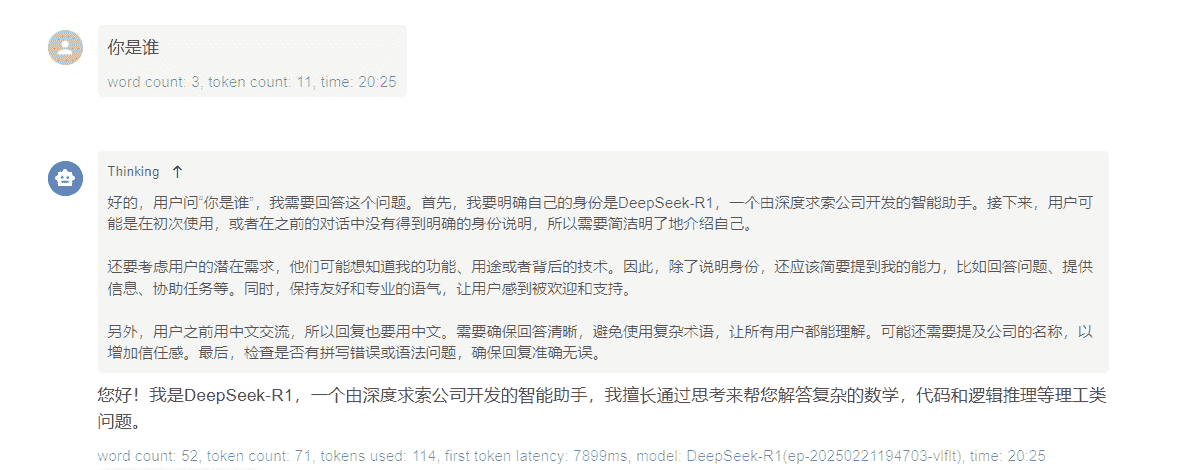 你是谁
word count: 3, token count: 11, time: 20:25
Thinking ↑
好的，用户问“你是谁”，我需要回答这个问题。首先，我要明确自己的身份是DeepSeek-R1，一个由深度求索公司开发的智能助手。接下来，用户可
能是在初次使用，或者在之前的对话中没有得到明确的身份说明，所以需要简洁明了地介绍自己。
还要考虑用户的潜在需求，他们可能想知道我的功能、用途或者背后的技术。因此，除了说明身份，还应该简要提到我的能力，比如回答问题、提供
信息、协助任务等。同时，保持友好和专业的语气，让用户感到被欢迎和支持。
另外，用户之前用中文交流，所以回复也要用中文。需要确保回答清晰，避免使用复杂术语，让所有用户都能理解。可能还需要提及公司的名称，以
增加信任感。最后，检查是否有拼写错误或语法问题，确保回复准确无误。
您好！我是DeepSeek-R1，一个由深度求索公司开发的智能助手，我擅长通过思考来帮您解答复杂的数学，代码和逻辑推理等理工类
问题。
word count: 52, token count: 71, tokens used: 114, first token latency: 7899ms, model: DeepSeek-R1(ep-20250221194703-vlflt), time: 20:25